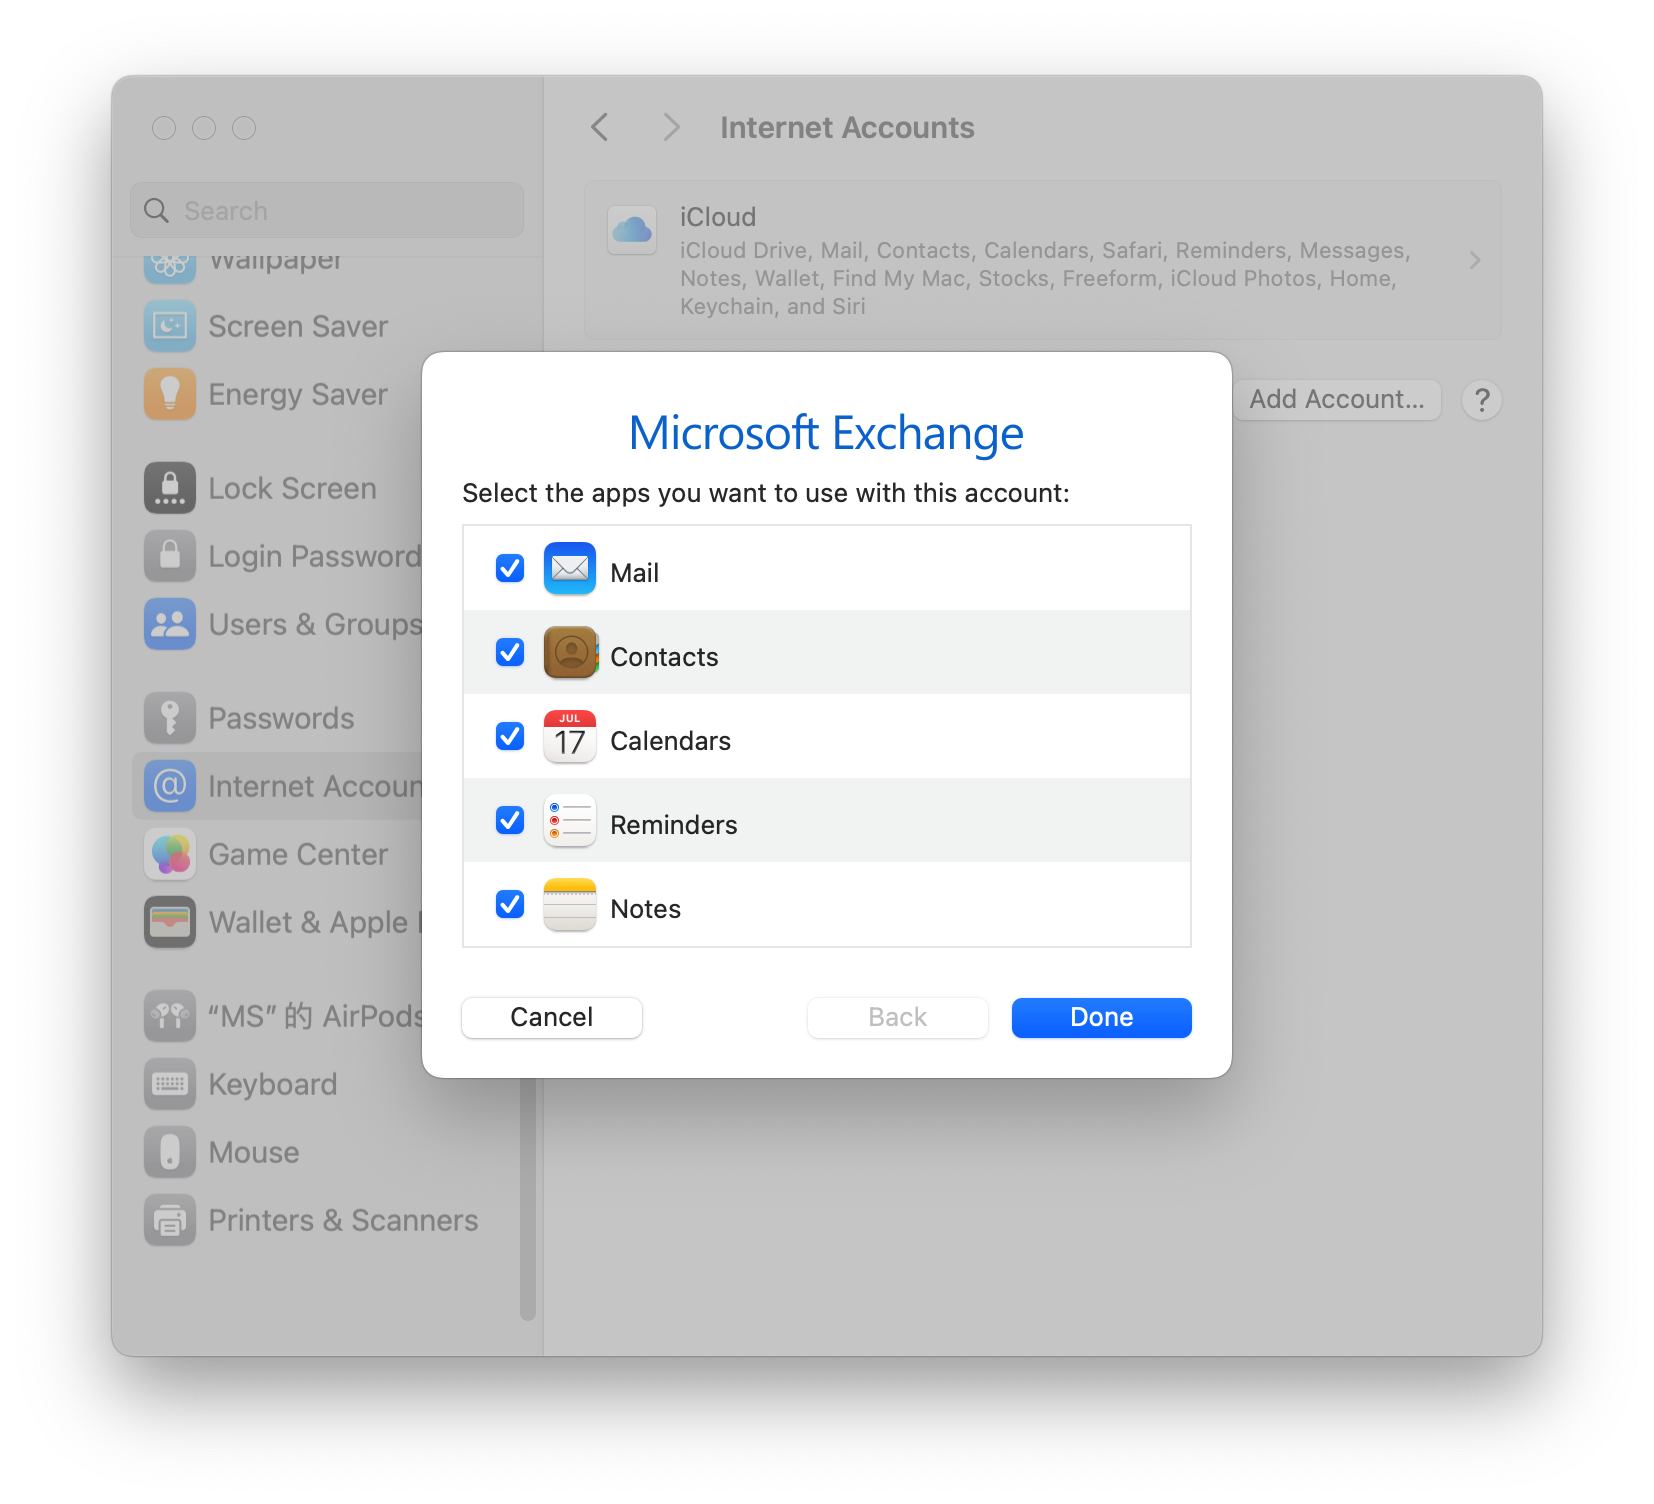 Internet Accounts
Search
iCloud
iCloud Drive, Mail, Contacts, Calendars, Safari, Reminders, Messages,
Notes, Wallet, Find My Mac, Stocks, Freeform, iCloud Photos, Home,
Keychain, and Siri
Add Account...
?
Wallpaper
Screen Saver
Energy Saver
Lock Screen
Login Password
Users & Groups
Passwords
Internet Accoun
Game Center
Wallet & Apple
“MS” 的 AirPods
Keyboard
Mouse
Printers & Scanners
Microsoft Exchange
Select the apps you want to use with this account:
Mail
Contacts
JUL
17
Calendars
Reminders
Notes
Cancel
Back
Done